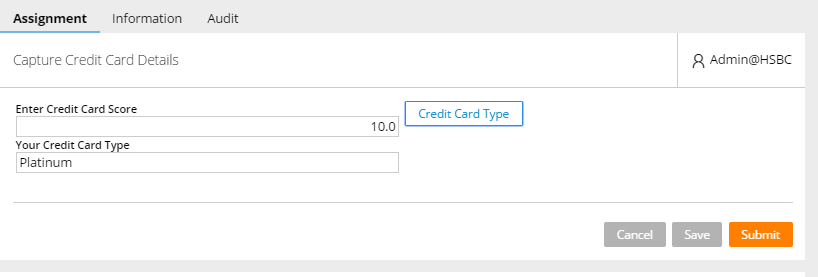 Assignment Information Audit
Capture Credit Card Details
Admin@HSBC
Enter Credit Card Score
10.0
Credit Card Type
Your Credit Card Type
Platinum
Cancel Save Submit